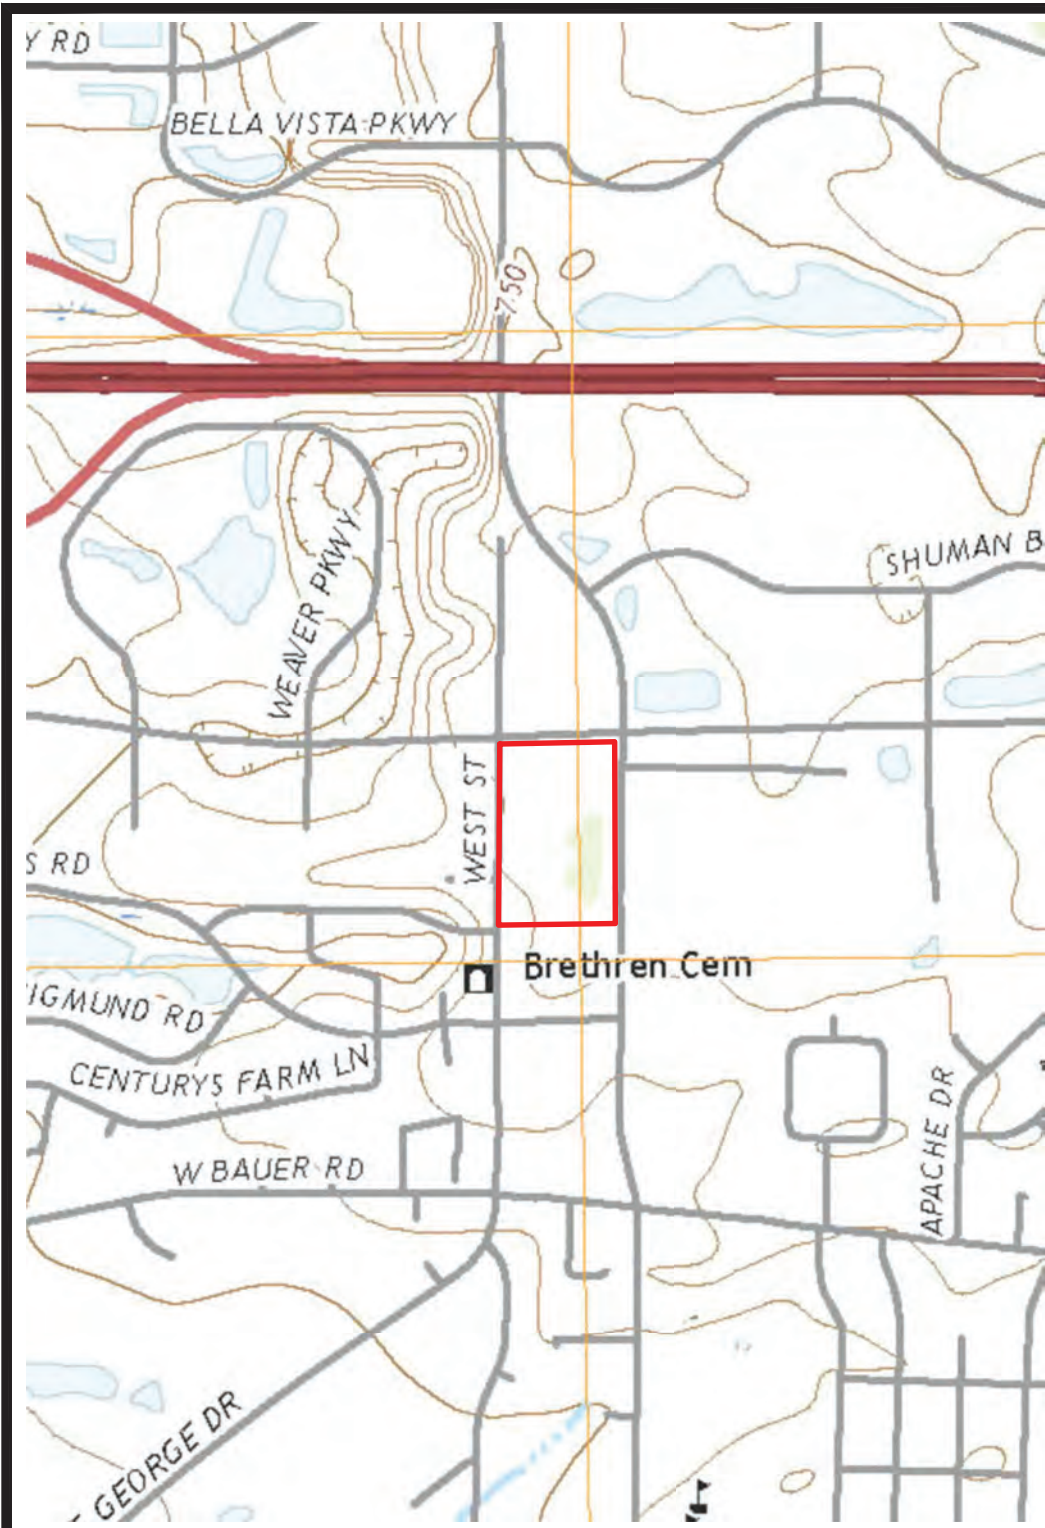 Y RD
BELLA VISTA PKWY
750
SHUMAN B
WEAVER PKWY
WEST ST
S RD
Brethren Cem
IGMUND RD
CENTURYS FARM LN
APACHE DR
W BAUER RD
GEORGE DR